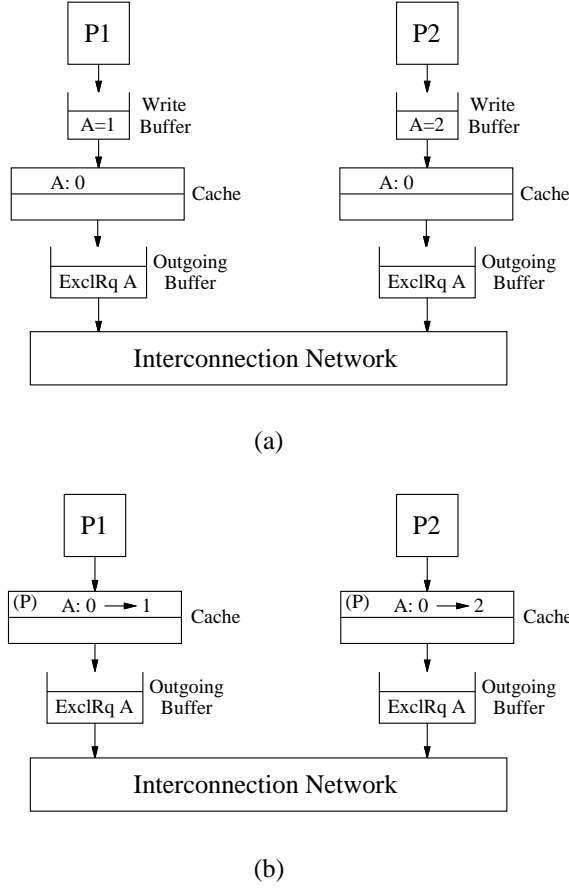 P1 P2
Write Buffer Write Buffer
A=1 A=2
A: 0 A: 0
Cache Cache
Outgoing Buffer Outgoing Buffer
ExclRq A ExclRq A
Interconnection Network
(a)
P1 P2
(P) A: 0 → 1 (P) A: 0 → 2
Cache Cache
Outgoing Buffer Outgoing Buffer
ExclRq A ExclRq A
Interconnection Network
(b)